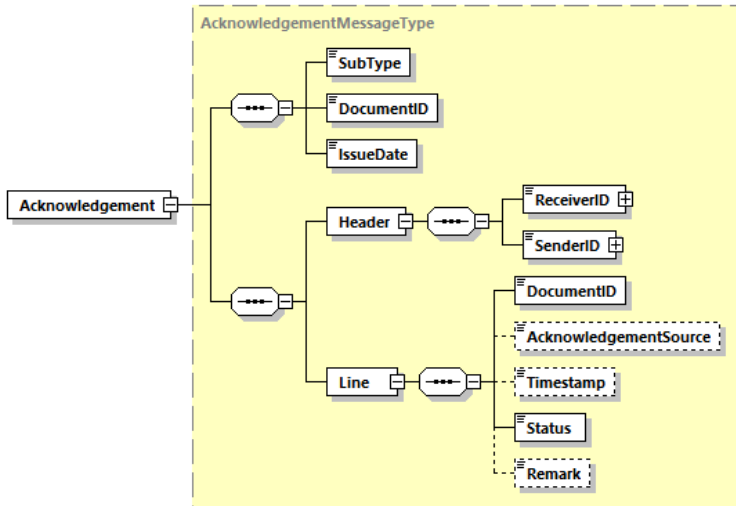 AcknowledgementMessageType
SubType
DocumentID
IssueDate
Acknowledgement
Header
ReceiverID
SenderID
Line
DocumentID
AcknowledgementSource
Timestamp
Status
Remark